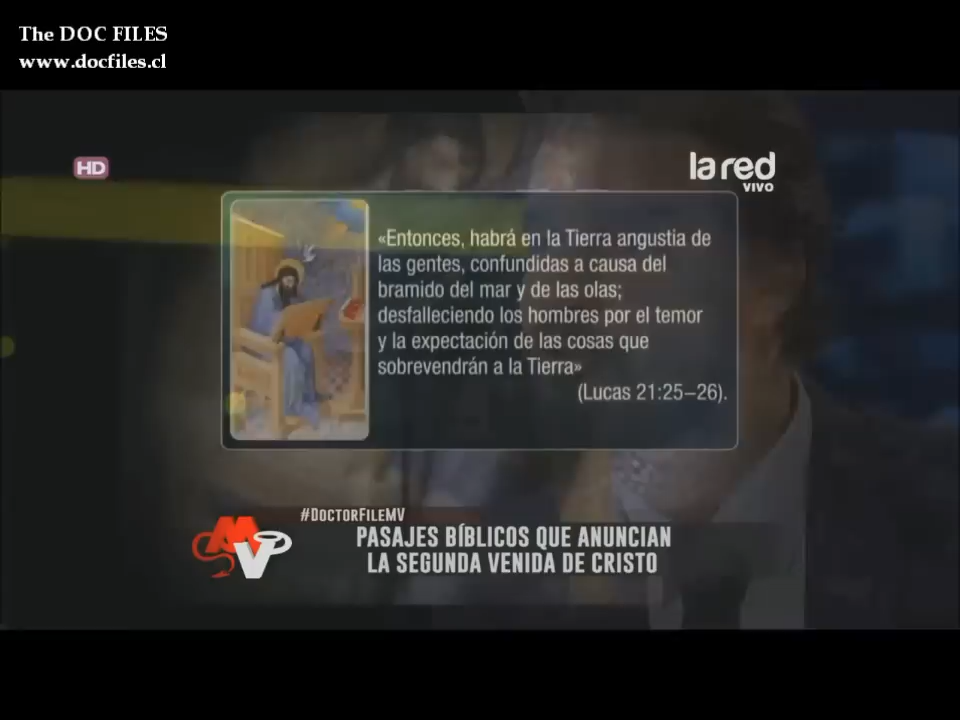 The DOC FILES
www.docfiles.cl
HD
la red
VIVO
«Entonces, habrá en la Tierra angustia de
las gentes, confundidas a causa del
bramido del mar y de las olas;
desfalleciendo los hombres por el temor
y la expectación de las cosas que
sobrevendrán a la Tierra»
(Lucas 21:25–26).
#DOCTORFILEMV
MV
PASAJES BÍBLICOS QUE ANUNCIAN
LA SEGUNDA VENIDA DE CRISTO